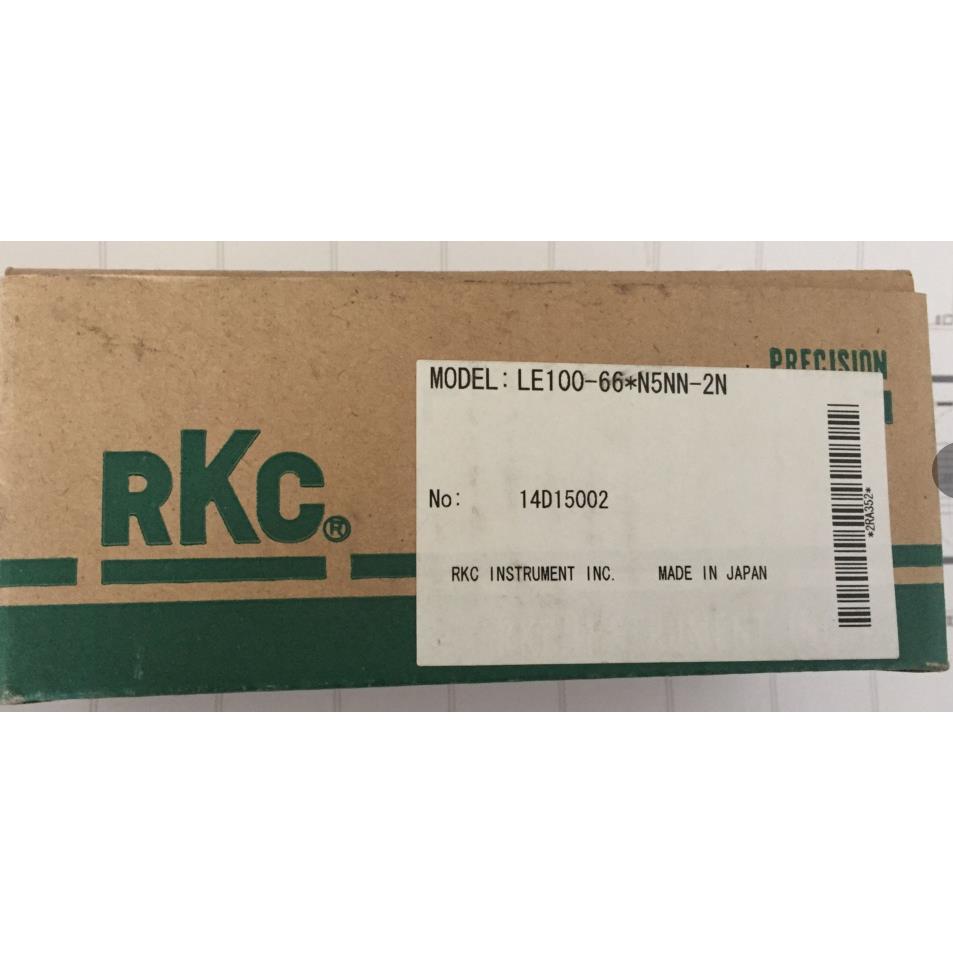 PRECISION
RKC®
MODEL: LE100-66*N5NN-2N
No: 14D15002
RKC INSTRUMENT INC. MADE IN JAPAN
*2RA352*